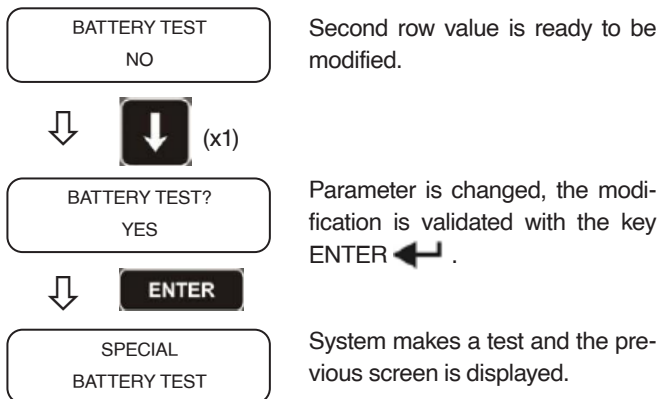 BATTERY TEST
NO
Second row value is ready to be
modified.
(x1)
BATTERY TEST?
YES
Parameter is changed, the modi-
fication is validated with the key
ENTER .
ENTER
SPECIAL
BATTERY TEST
System makes a test and the pre-
vious screen is displayed.